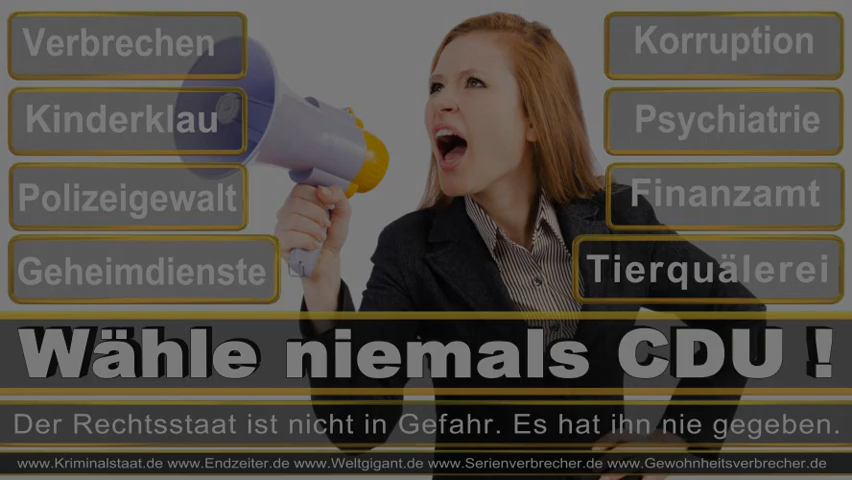 Verbrechen
Korruption
Kinderklau
Psychiatrie
Polizeigewalt
Finanzamt
Geheimdienste
Tierquälerei
Wähle niemals CDU !
Der Rechtsstaat ist nicht in Gefahr. Es hat ihn nie gegeben.
www.Kriminalstaat.de www.Endzeiter.de www.Weltgigant.de www.Serienverbrecher.de www.Gewohnheitsverbrecher.de